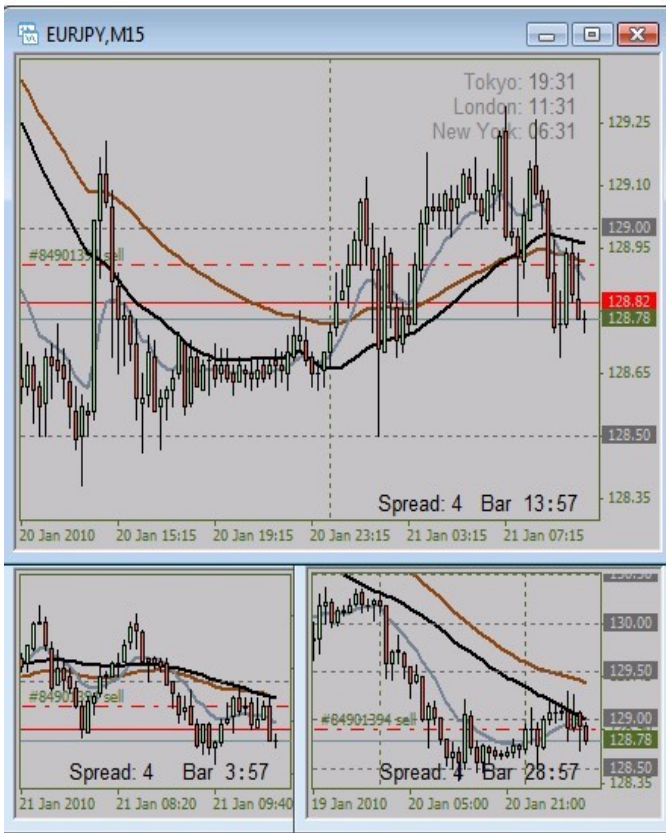 EURJPY,M15
Tokyo: 19:31
London: 11:31
New York: 06:31
129.25
129.10
129.00
128.95
#84901394 sell
128.82
128.78
128.65
128.50
128.35
Spread: 4 Bar 13:57
20 Jan 2010 20 Jan 15:15 20 Jan 19:15 20 Jan 23:15 21 Jan 03:15 21 Jan 07:15
#84901394 sell
Spread: 4 Bar 3:57
21 Jan 2010 21 Jan 08:20 21 Jan 09:40
130.50
130.00
129.50
129.00
#84901394 sell
128.78
128.50
128.35
Spread: 4 Bar 28:57
19 Jan 2010 20 Jan 05:00 20 Jan 21:00